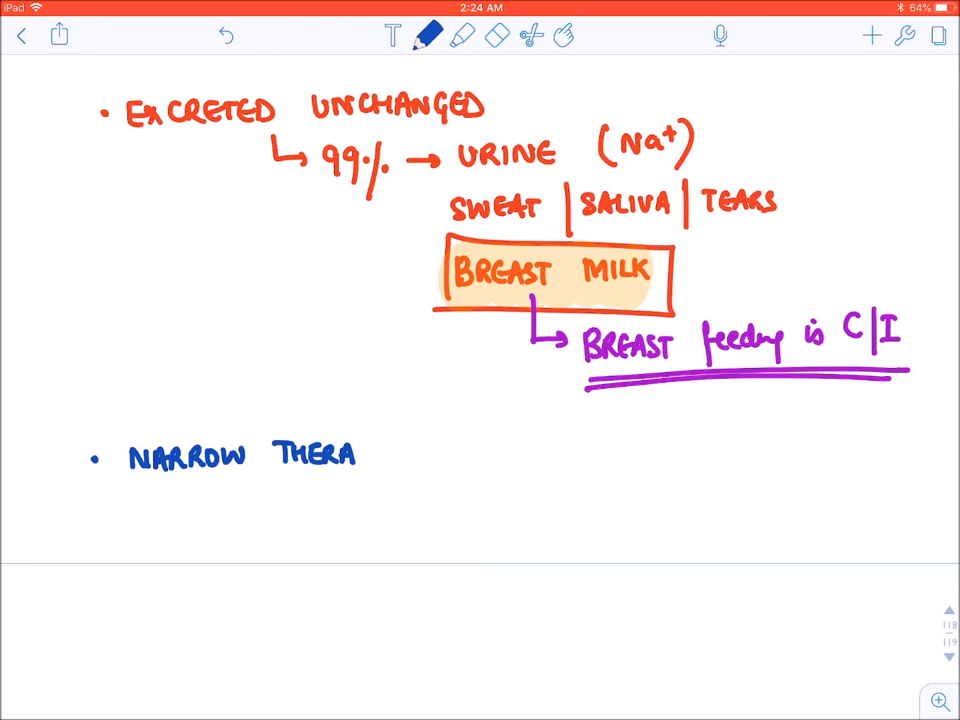 iPad 2:24 AM 64%
T
• EXCRETED UNCHANGED
↳ 99% → URINE (Na+)
SWEAT | SALIVA | TEARS
BREAST MILK
↳ BREAST feeding is C/I
• NARROW THERA
118
119